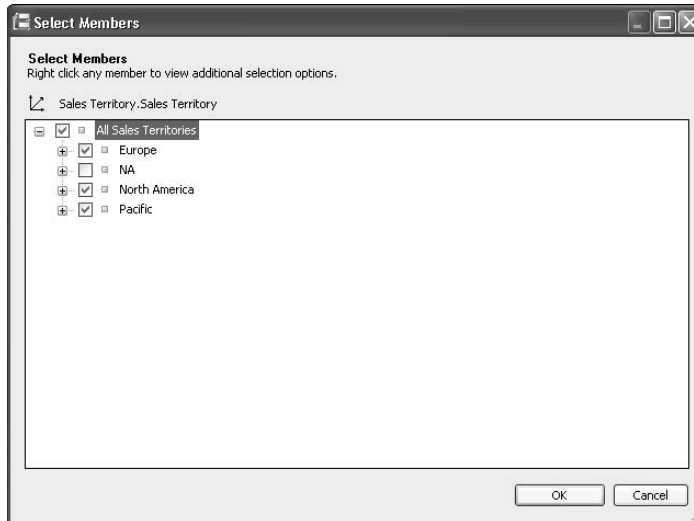 Select Members
Select Members
Right click any member to view additional selection options.
Sales Territory.Sales Territory
All Sales Territories
Europe
NA
North America
Pacific
OK Cancel